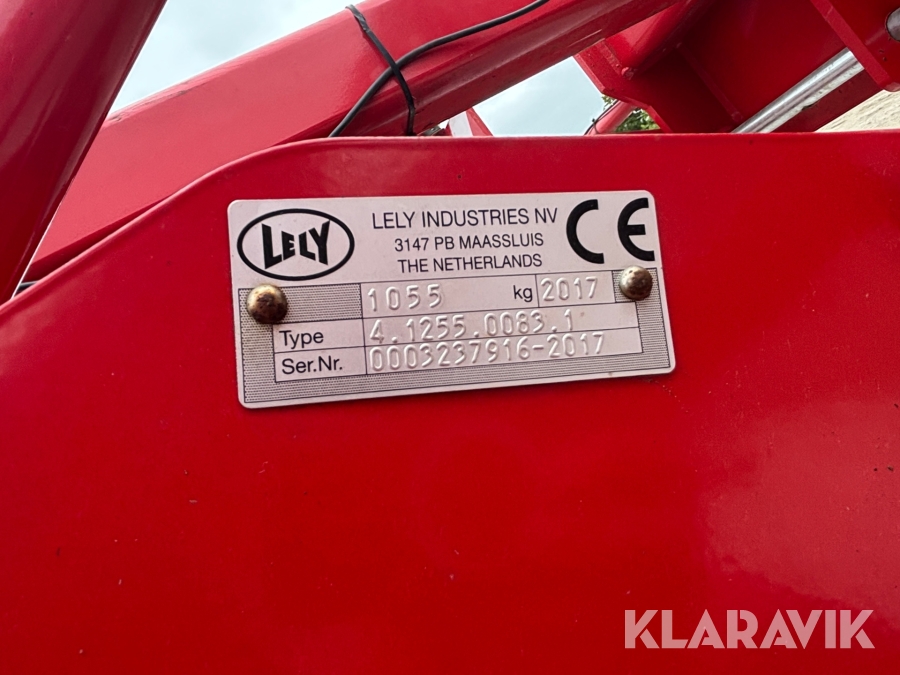 LELY
LELY INDUSTRIES NV
3147 PB MAASSLUIS
THE NETHERLANDS
CE
1055 kg 2017
Type 4.1255.0083.1
Ser.Nr. 0003237916-2017
KLARAVIK